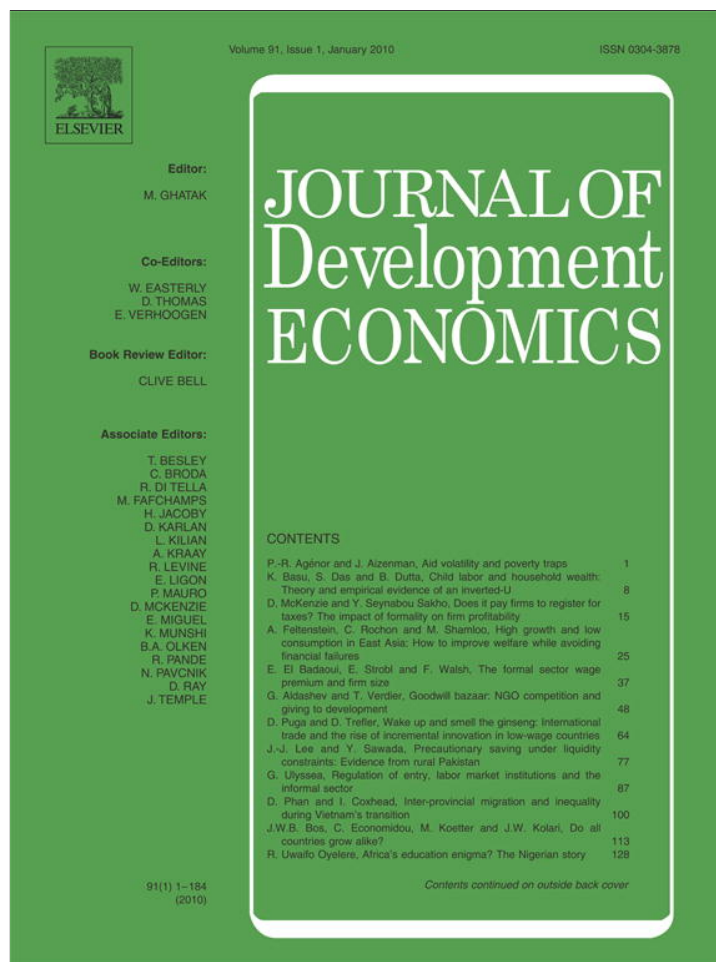 Volume 91, Issue 1, January 2010
ISSN 0304-3878
ELSEVIER
Editor:
M. GHATAK
Co-Editors:
W. EASTERLY
D. THOMAS
E. VERHOOGEN
Book Review Editor:
CLIVE BELL
Associate Editors:
T. BESLEY
C. BRODA
R. DI TELLA
M. FAFCHAMPS
H. JACOBY
D. KARLAN
L. KILIAN
A. KRAAY
R. LEVINE
E. LIGON
P. MAURO
D. MCKENZIE
E. MIGUEL
K. MUNSHI
B.A. OLKEN
R. PANDE
N. PAVCNIK
D. RAY
J. TEMPLE
91(1) 1–184
(2010)
JOURNAL OF
Development
ECONOMICS
CONTENTS
P.-R. Agénor and J. Aizenman, Aid volatility and poverty traps 1
K. Basu, S. Das and B. Dutta, Child labor and household wealth:
Theory and empirical evidence of an inverted-U 8
D. McKenzie and Y. Seynabou Sakho, Does it pay firms to register for
taxes? The impact of formality on firm profitability 15
A. Feltenstein, C. Rochon and M. Shamloo, High growth and low
consumption in East Asia: How to improve welfare while avoiding
financial failures 25
E. El Badaoui, E. Strobl and F. Walsh, The formal sector wage
premium and firm size 37
G. Aldashev and T. Verdier, Goodwill bazaar: NGO competition and
giving to development 48
D. Puga and D. Trefler, Wake up and smell the ginseng: International
trade and the rise of incremental innovation in low-wage countries 64
J.-J. Lee and Y. Sawada, Precautionary saving under liquidity
constraints: Evidence from rural Pakistan 77
G. Ulyssea, Regulation of entry, labor market institutions and the
informal sector 87
D. Phan and I. Coxhead, Inter-provincial migration and inequality
during Vietnam's transition 100
J.W.B. Bos, C. Economidou, M. Koetter and J.W. Kolari, Do all
countries grow alike? 113
R. Uwaifo Oyelere, Africa's education enigma? The Nigerian story 128
Contents continued on outside back cover